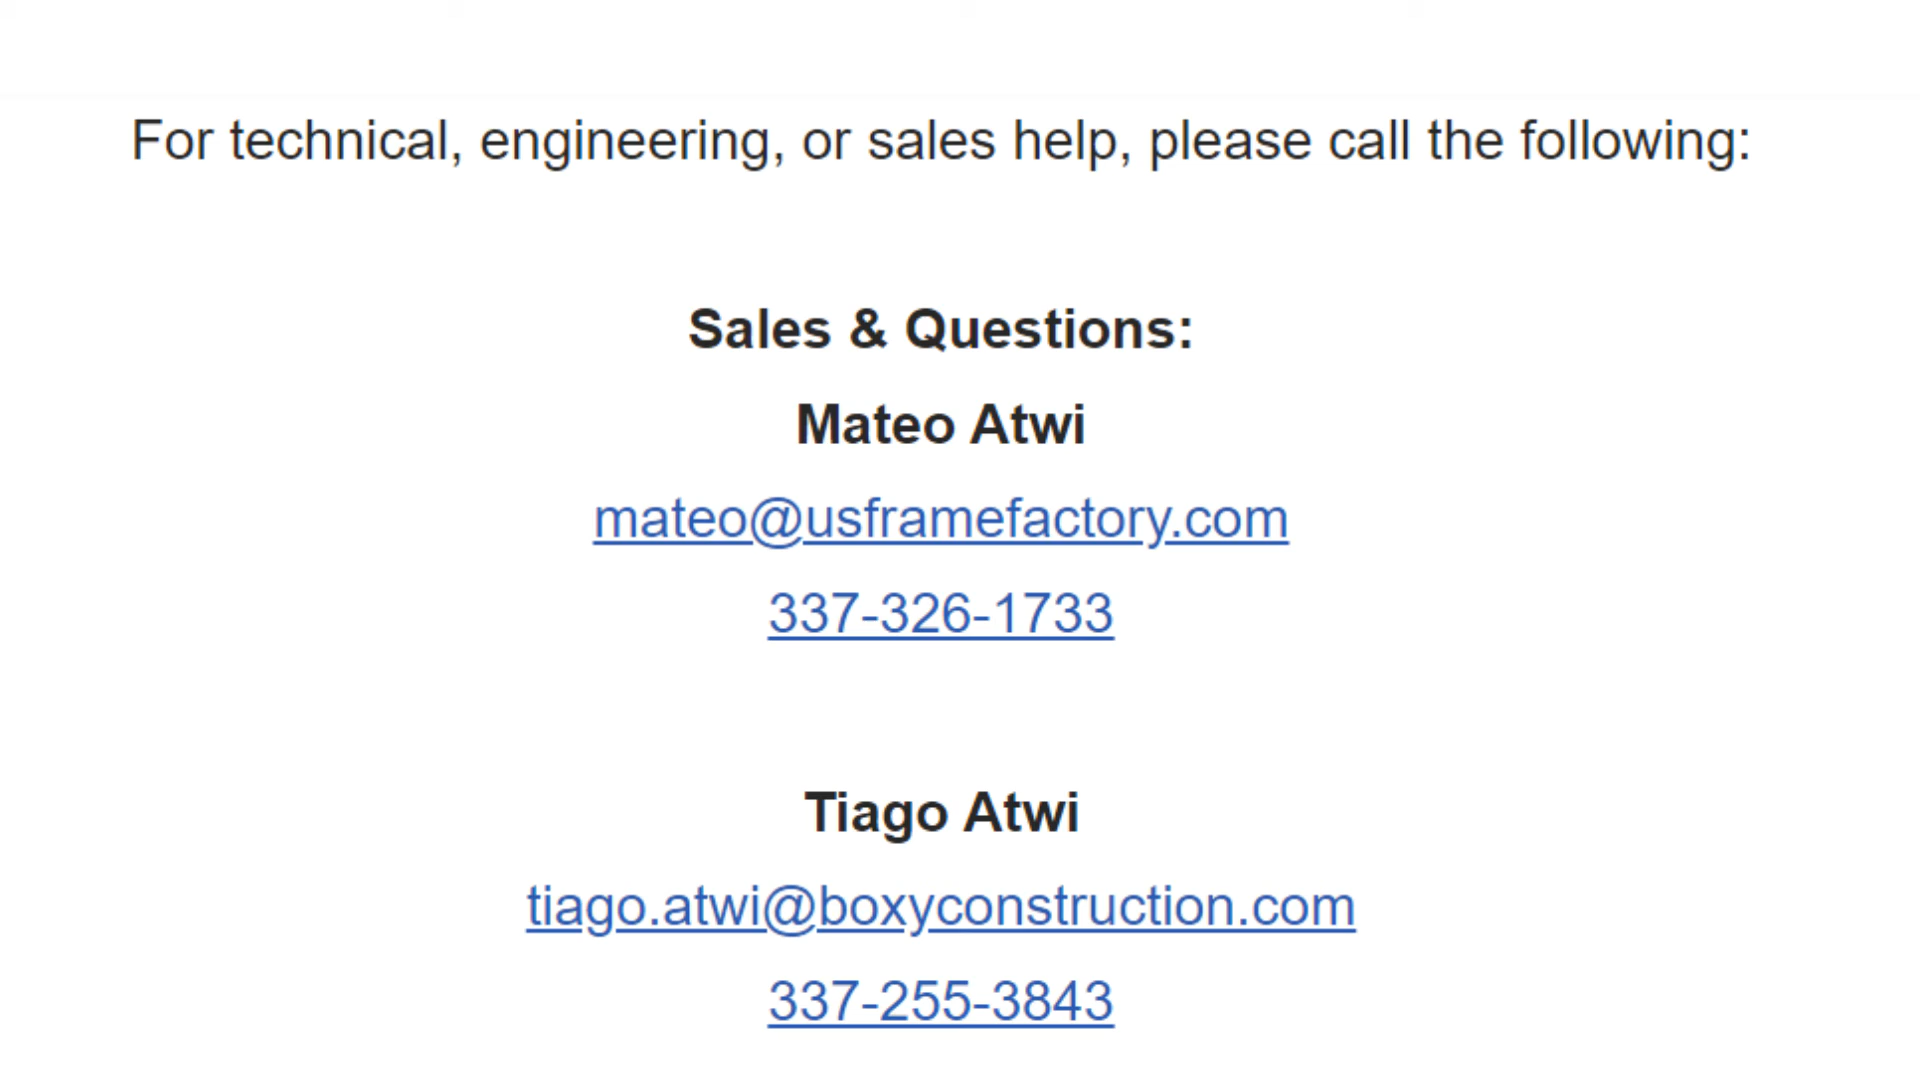 For technical, engineering, or sales help, please call the following:
Sales & Questions:
Mateo Atwi
mateo@usframefactory.com
337-326-1733
Tiago Atwi
tiago.atwi@boxyconstruction.com
337-255-3843